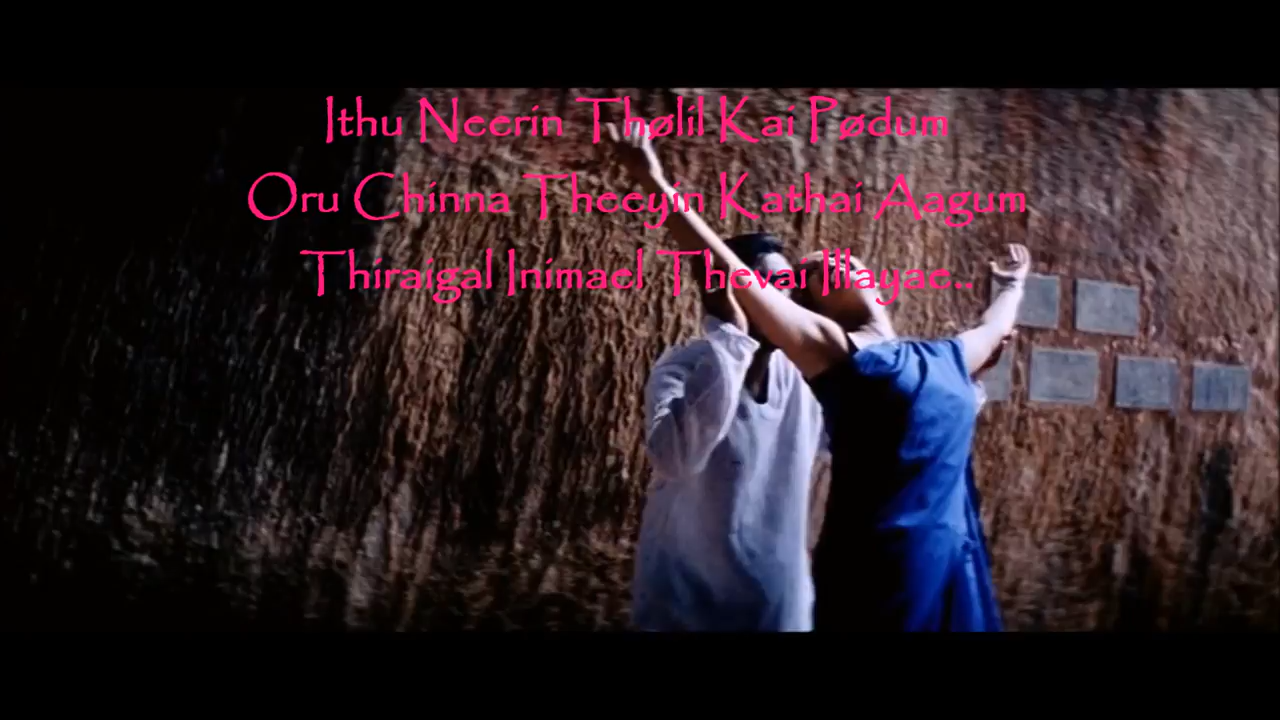 Ithu Neerin Thølil Kai Pødum
Oru Chinna Theeyin Kathai Aagum
Thiraigal Inimael Thevai Illayae..